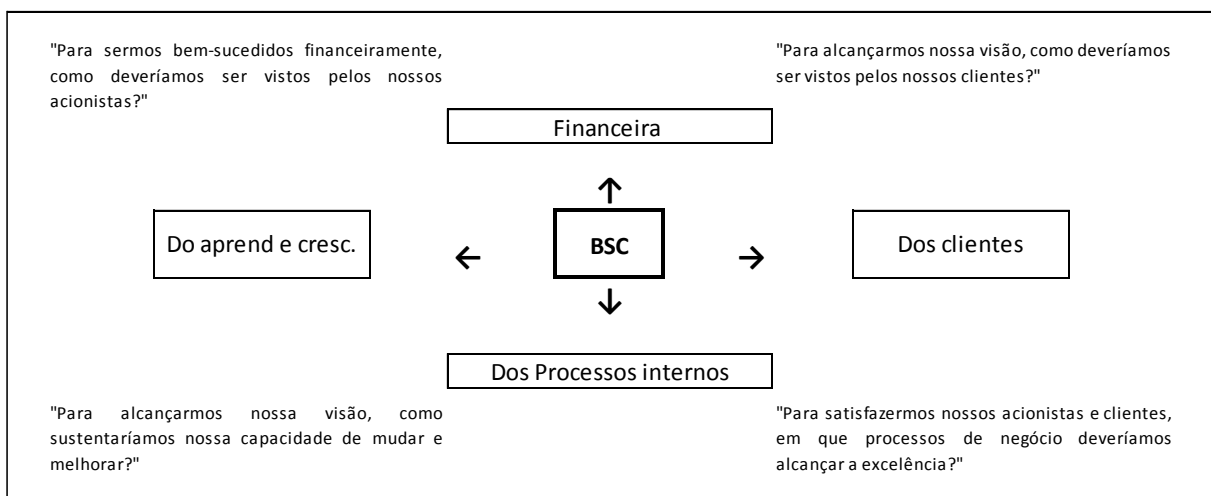 "Para sermos bem-sucedidos financeiramente,
como deveríamos ser vistos pelos nossos
acionistas?"
"Para alcançarmos nossa visão, como deveríamos
ser vistos pelos nossos clientes?"
Financeira
↑
Do aprend e cresc.
←
BSC
→
Dos clientes
↓
Dos Processos internos
"Para alcançarmos nossa visão, como
sustentaríamos nossa capacidade de mudar e
melhorar?"
"Para satisfazermos nossos acionistas e clientes,
em que processos de negócio deveríamos
alcançar a excelência?"